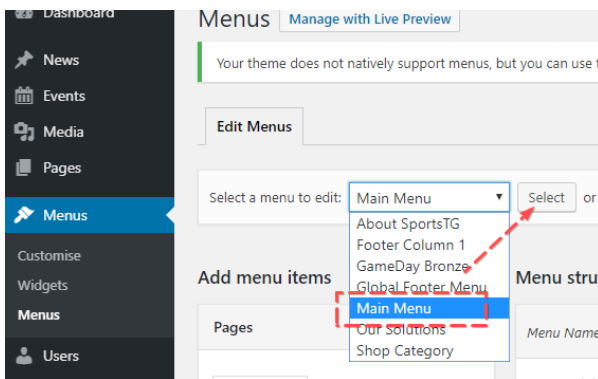 Dashboard
Menus Manage with Live Preview
News
Your theme does not natively support menus, but you can use
Events
Media
Edit Menus
Pages
Select a menu to edit: Main Menu Select or
Menus
About SportsTG
Footer Column 1
Customise
GameDay Bronze
Add menu items
Global Footer Menu
Menu stru
Widgets
Main Menu
Menus
Pages
Our Solutions
Menu Name
Shop Category
Users